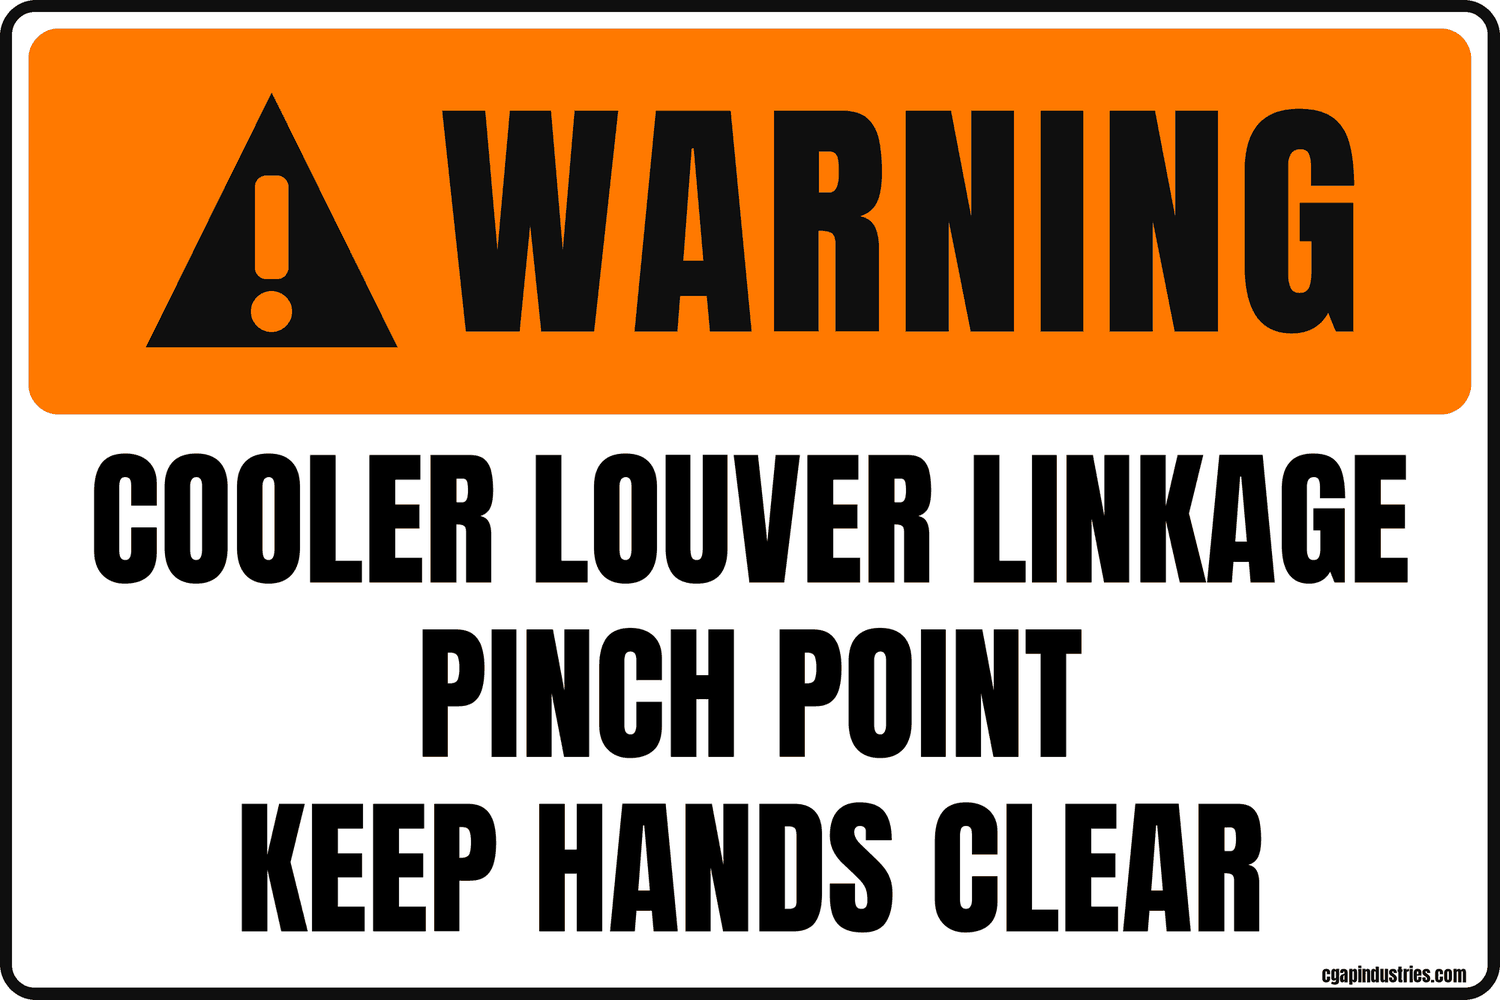 WARNING
COOLER LOUVER LINKAGE
PINCH POINT
KEEP HANDS CLEAR
cgapindustries.com